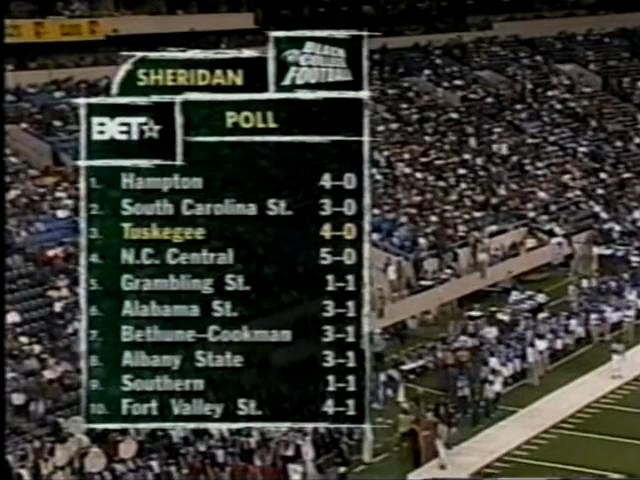 SHERIDAN
BLACK
COLLEGE
FOOTBALL
BET☆
POLL
1. Hampton 4-0
2. South Carolina St. 3-0
3. Tuskegee 4-0
4. N.C. Central 5-0
5. Grambling St. 1-1
6. Alabama St. 3-1
7. Bethune-Cookman 3-1
8. Albany State 3-1
9. Southern 1-1
10. Fort Valley St. 4-1